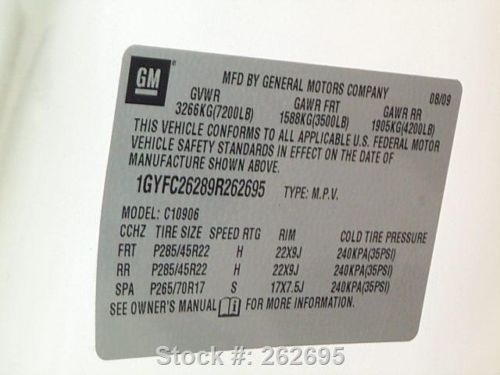 GM
MFD BY GENERAL MOTORS COMPANY 08/09
GVWR GAWR FRT GAWR RR
3266KG(7200LB) 1588KG(3500LB) 1905KG(4200LB)
THIS VEHICLE CONFORMS TO ALL APPLICABLE U.S. FEDERAL MOTOR
VEHICLE SAFETY STANDARDS IN EFFECT ON THE DATE OF
MANUFACTURE SHOWN ABOVE.
1GYFC26289R262695 TYPE: M.P.V.
MODEL: C10906
CCHZ TIRE SIZE SPEED RTG RIM COLD TIRE PRESSURE
FRT P285/45R22 H 22X9J 240KPA(35PSI)
RR P285/45R22 H 22X9J 240KPA(35PSI)
SPA P265/70R17 S 17X7.5J 240KPA(35PSI)
SEE OWNER'S MANUAL FOR MORE INFORMATION.
Stock #: 262695